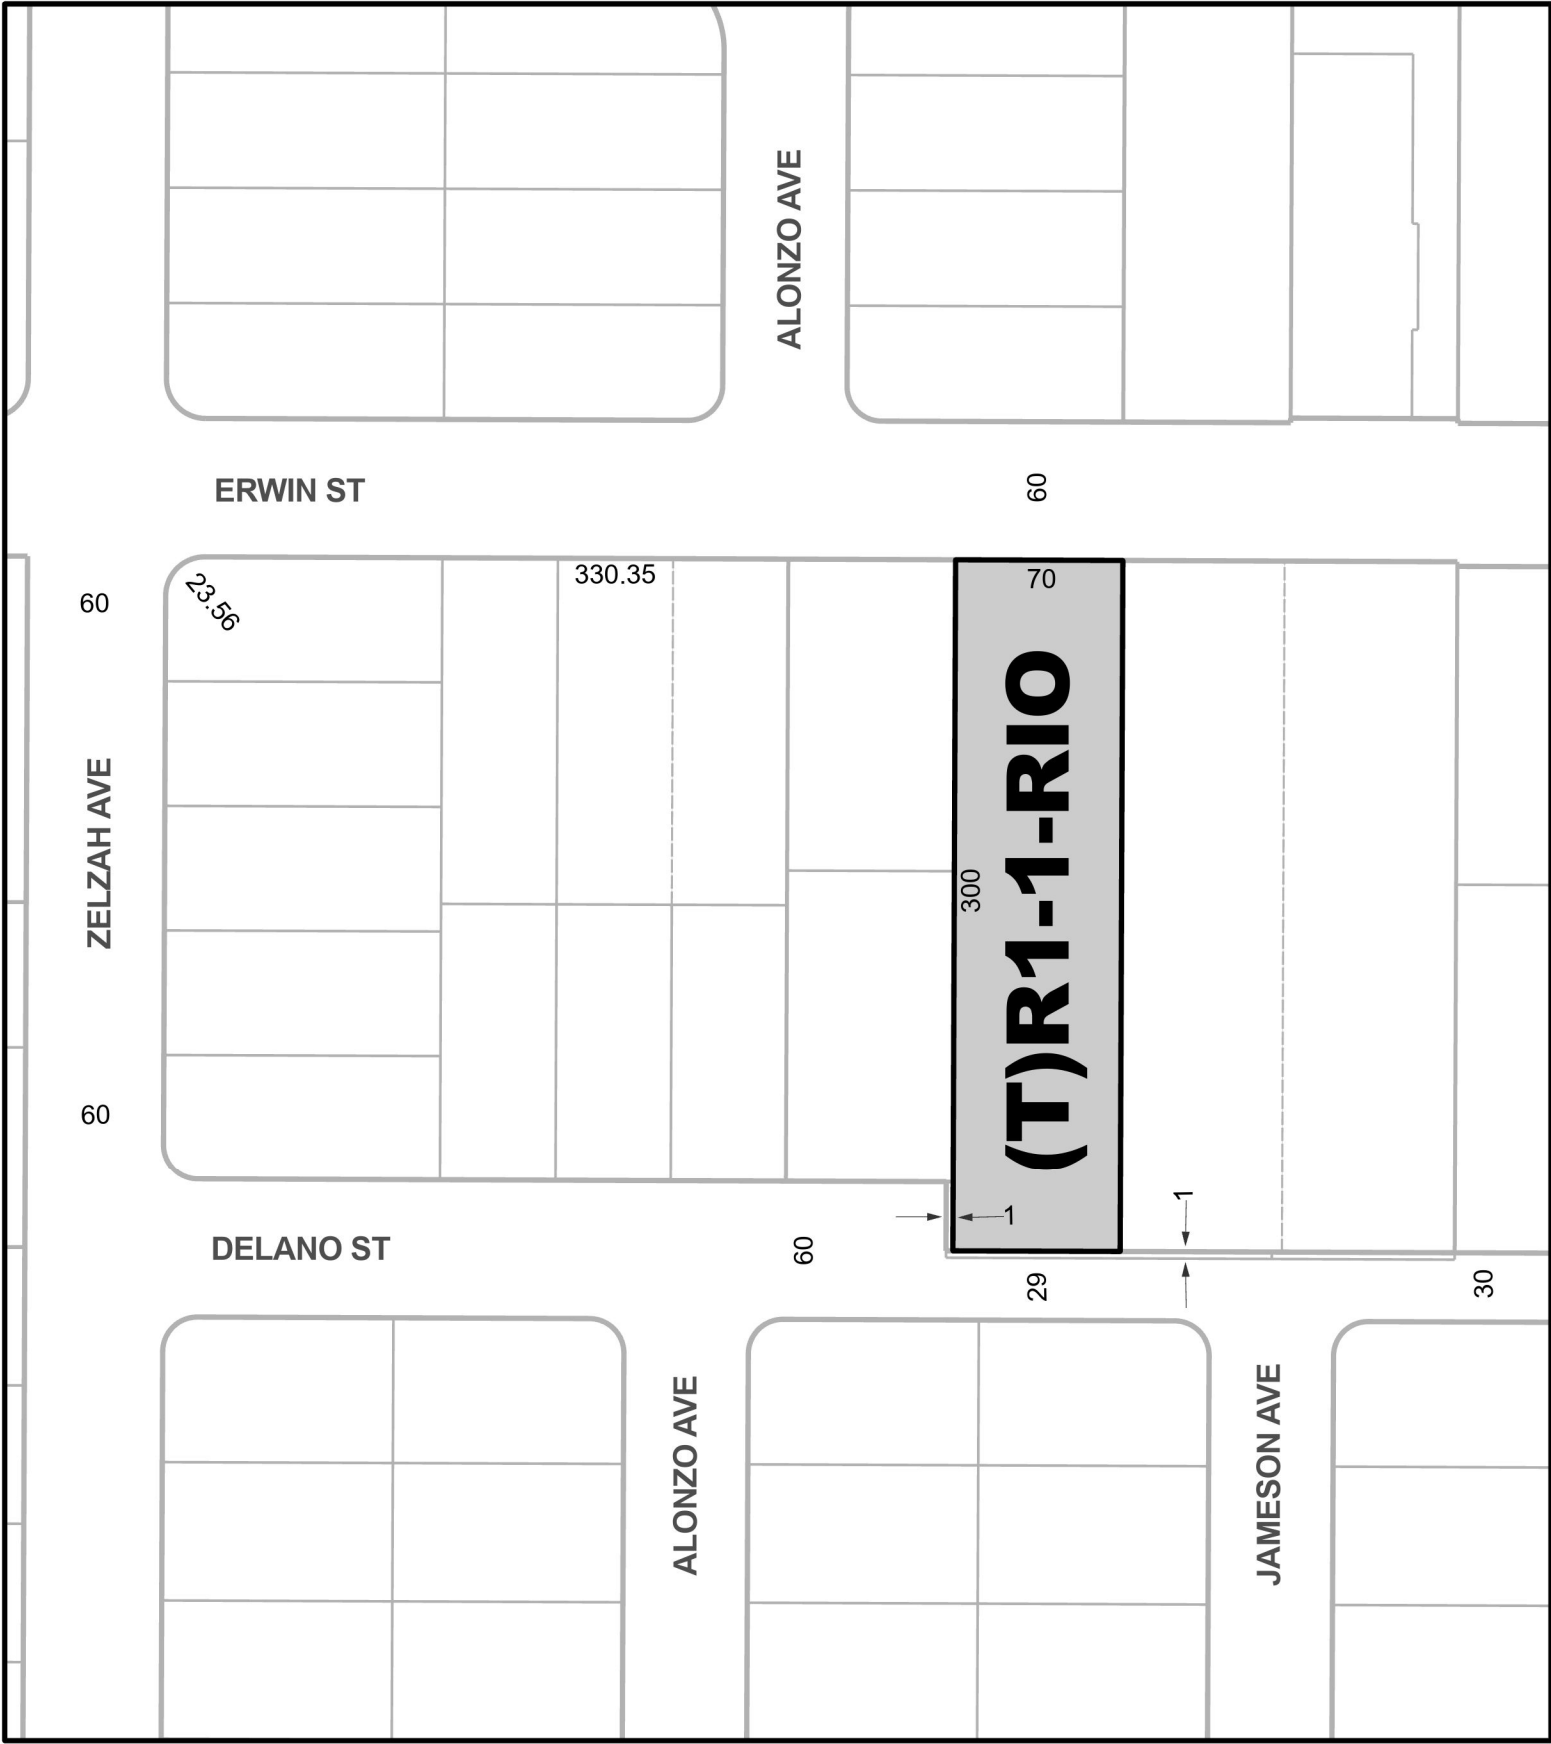 ALONZO AVE
ERWIN ST
60
60
23.56
330.35
70
ZELZAH AVE
300
(T)R1-1-RIO
60
1
1
DELANO ST
60
29
30
ALONZO AVE
JAMESON AVE